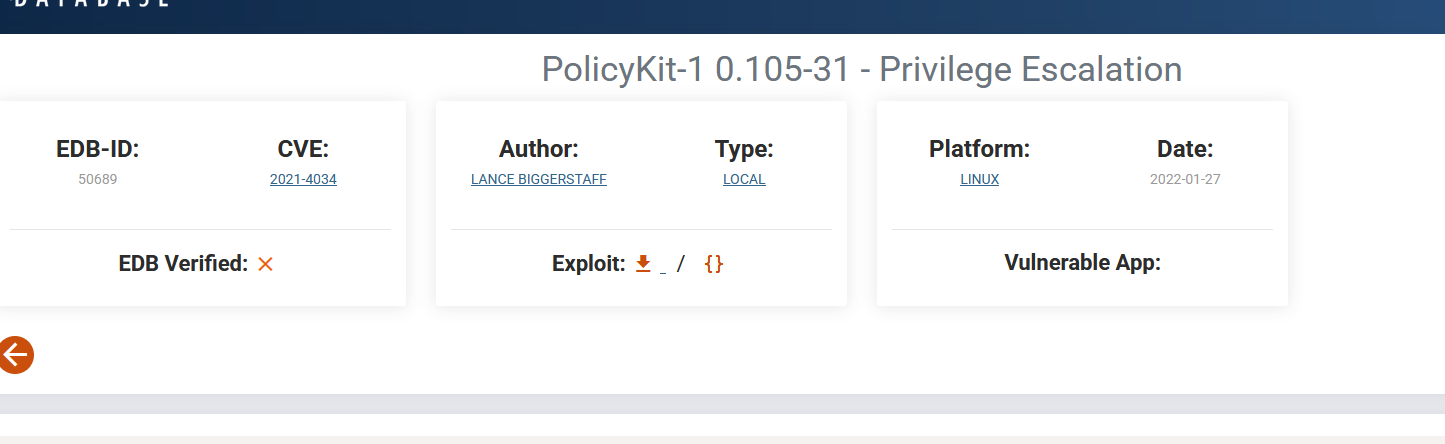 DATABASE
PolicyKit-1 0.105-31 - Privilege Escalation
EDB-ID:
50689
CVE:
2021-4034
EDB Verified: ×
Author:
LANCE BIGGERSTAFF
Type:
LOCAL
Exploit: _ / {}
Platform:
LINUX
Date:
2022-01-27
Vulnerable App: